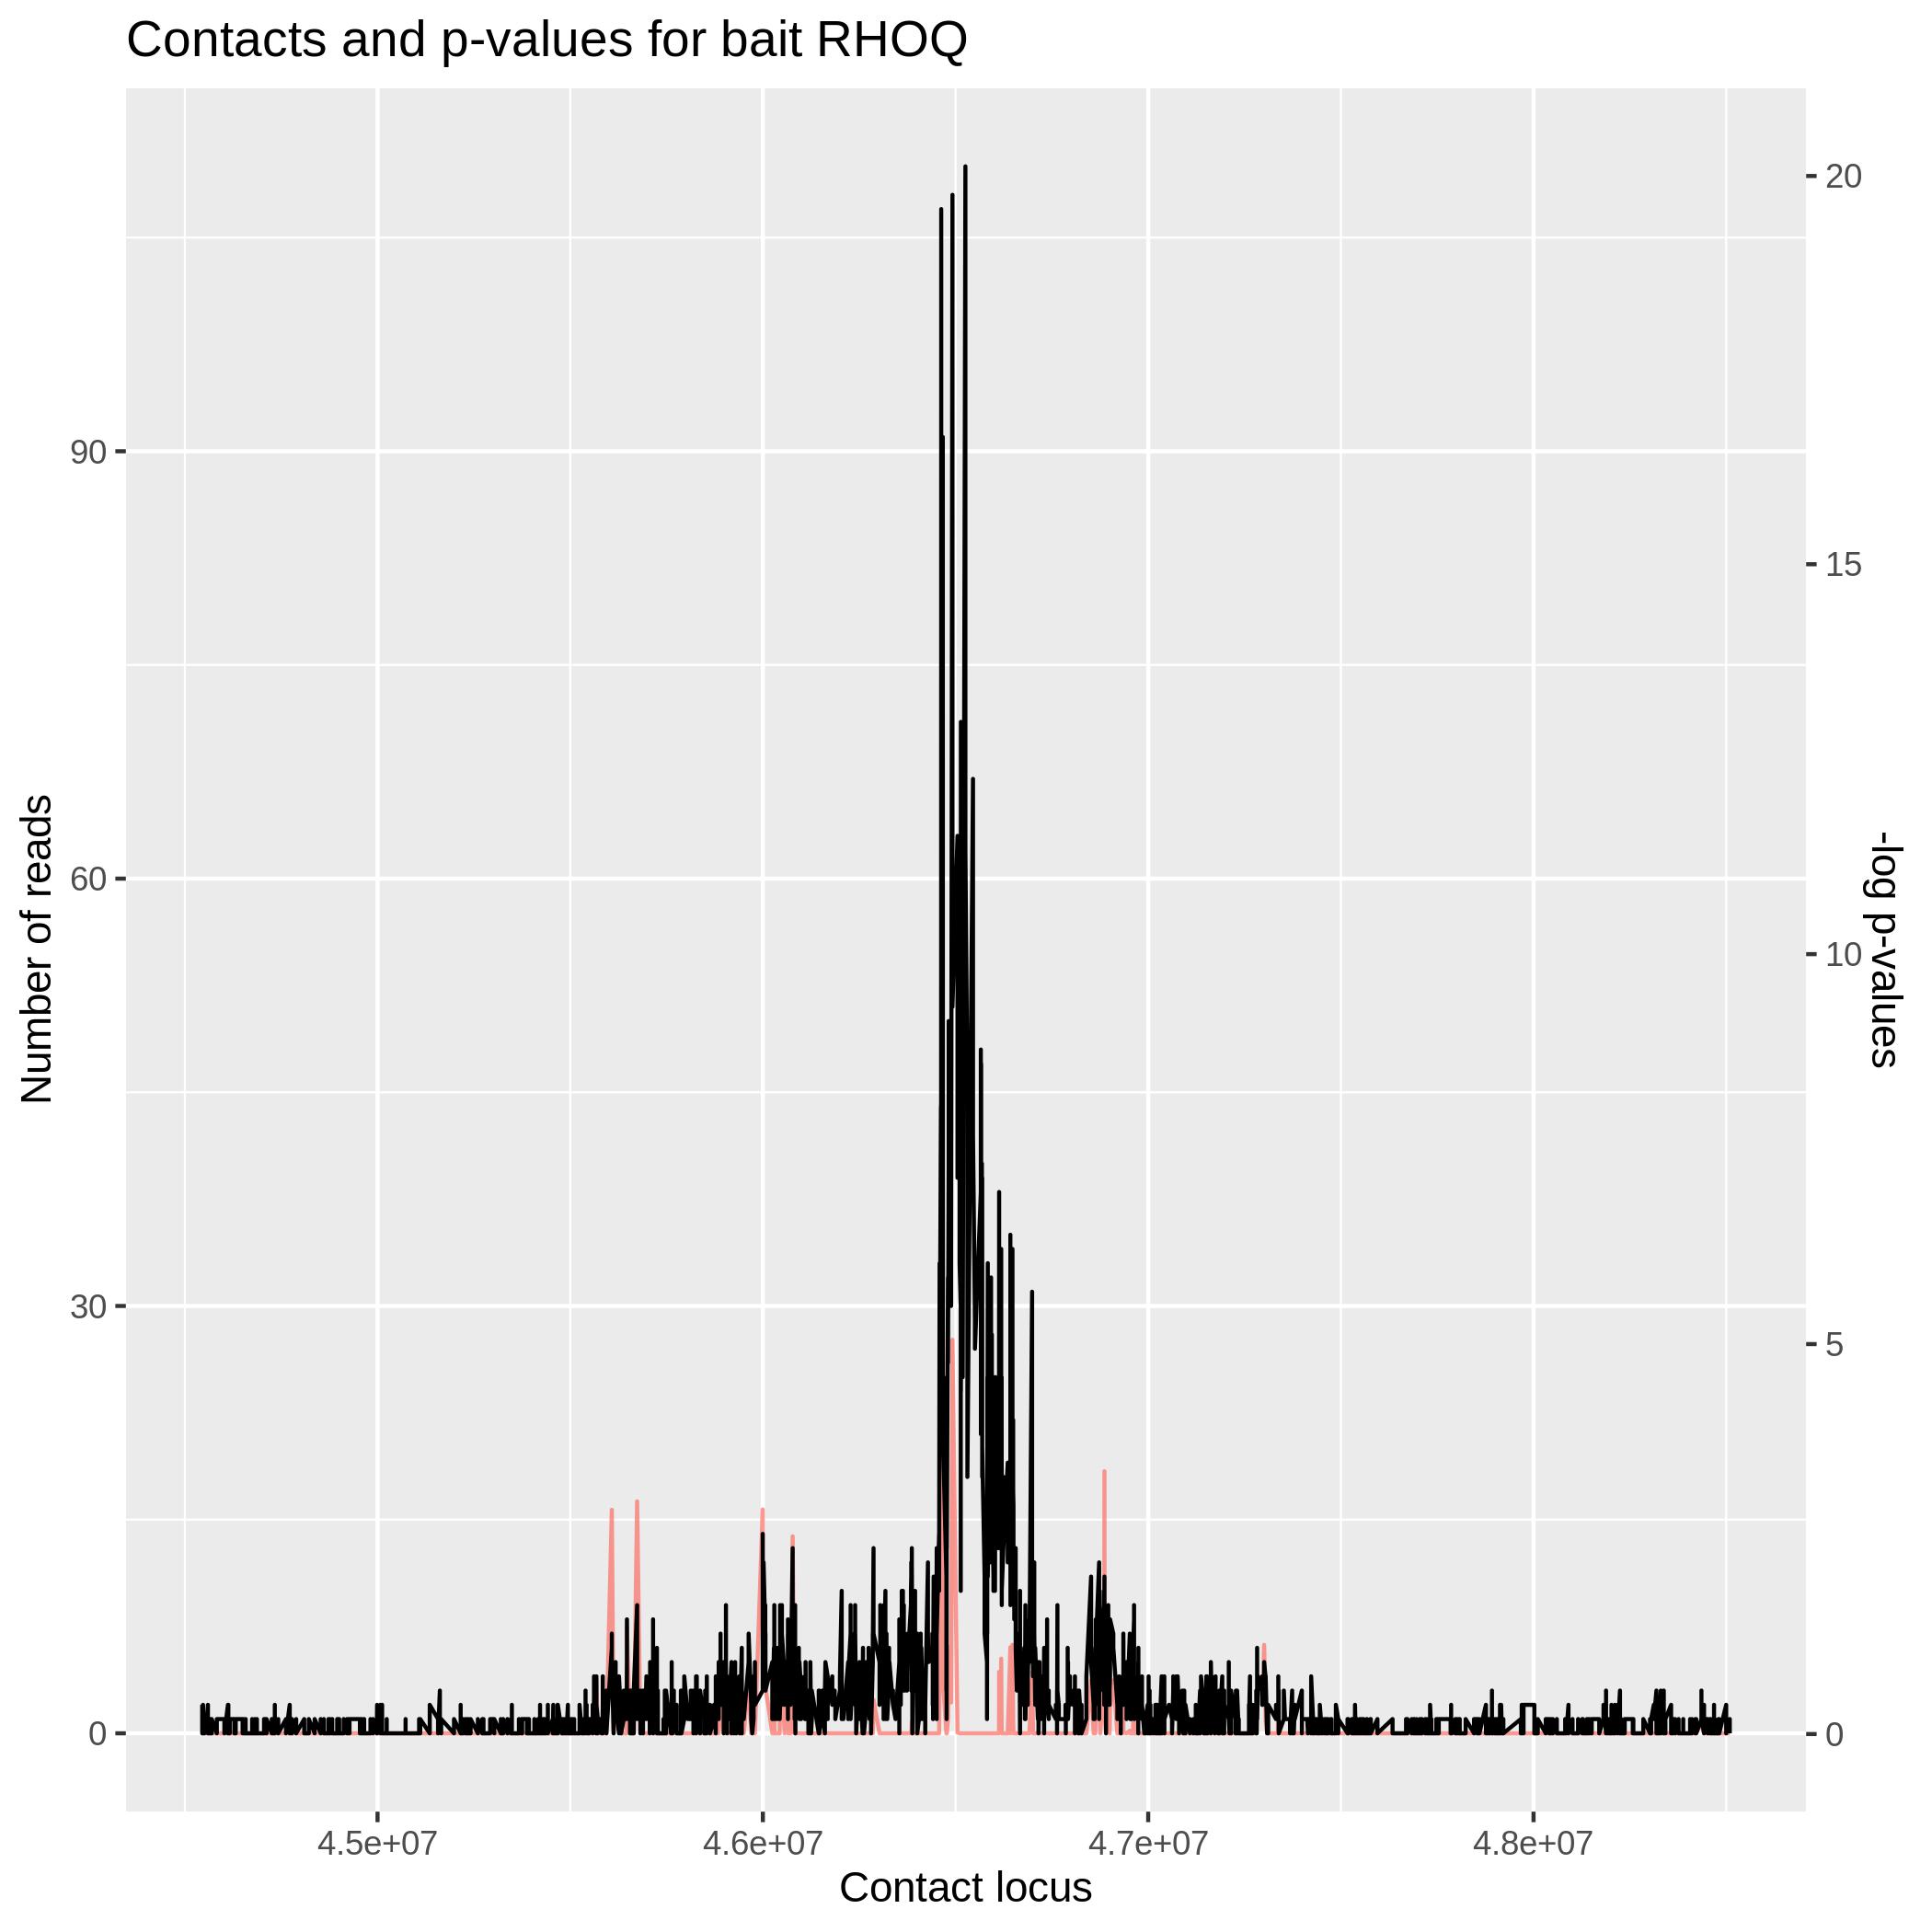 Contacts and p-values for bait RHOQ
Number of reads
90
60
30
0
20
15
10
5
0
-log p-values
4.5e+07 4.6e+07 4.7e+07 4.8e+07
Contact locus